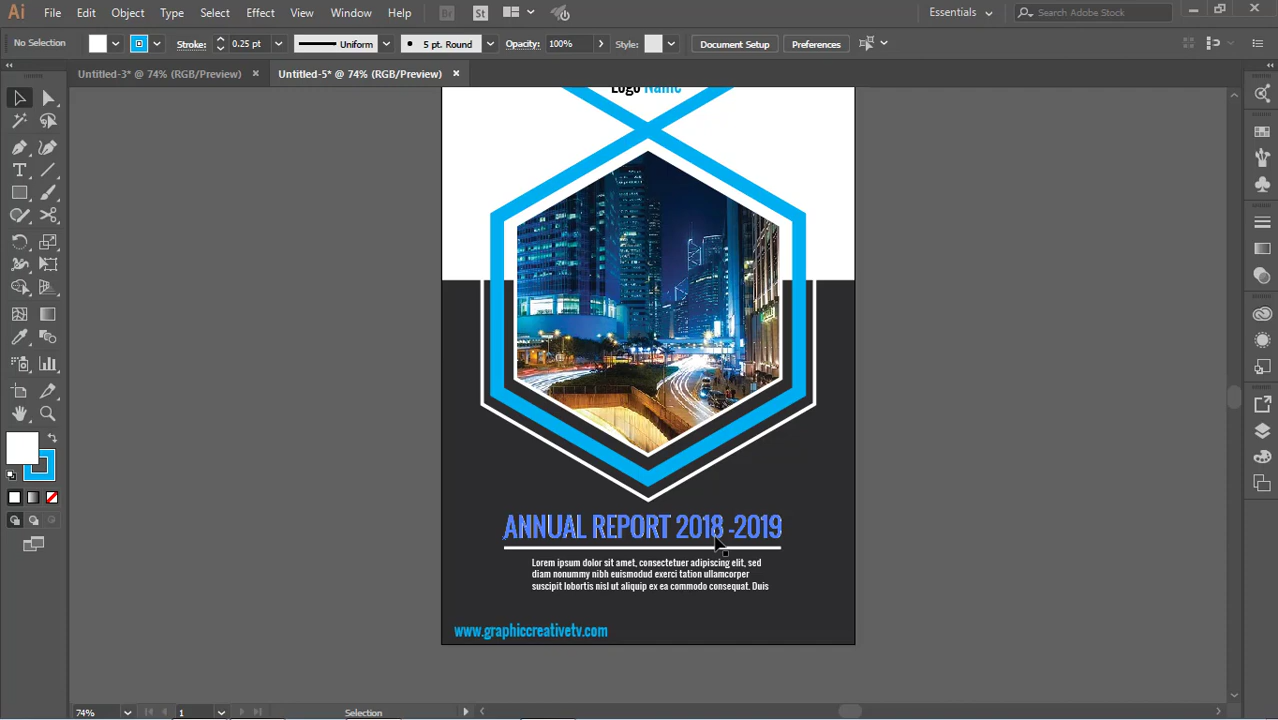 Ai File Edit Object Type Select Effect View Window Help Br St Essentials Search Adobe Stock
No Selection Stroke: 0.25 pt Uniform 5 pt. Round Opacity: 100% Style: Document Setup Preferences
Untitled-3* @ 74% (RGB/Preview) Untitled-5* @ 74% (RGB/Preview)
Logo Name
ANNUAL REPORT 2018 -2019
Lorem ipsum dolor sit amet, consectetuer adipiscing elit, sed
diam nonummy nibh euismodud exerci tation ullamcorper
suscipit lobortis nisl ut aliquip ex ea commodo consequat. Duis
www.graphiccreativetv.com
74% 1 Selection